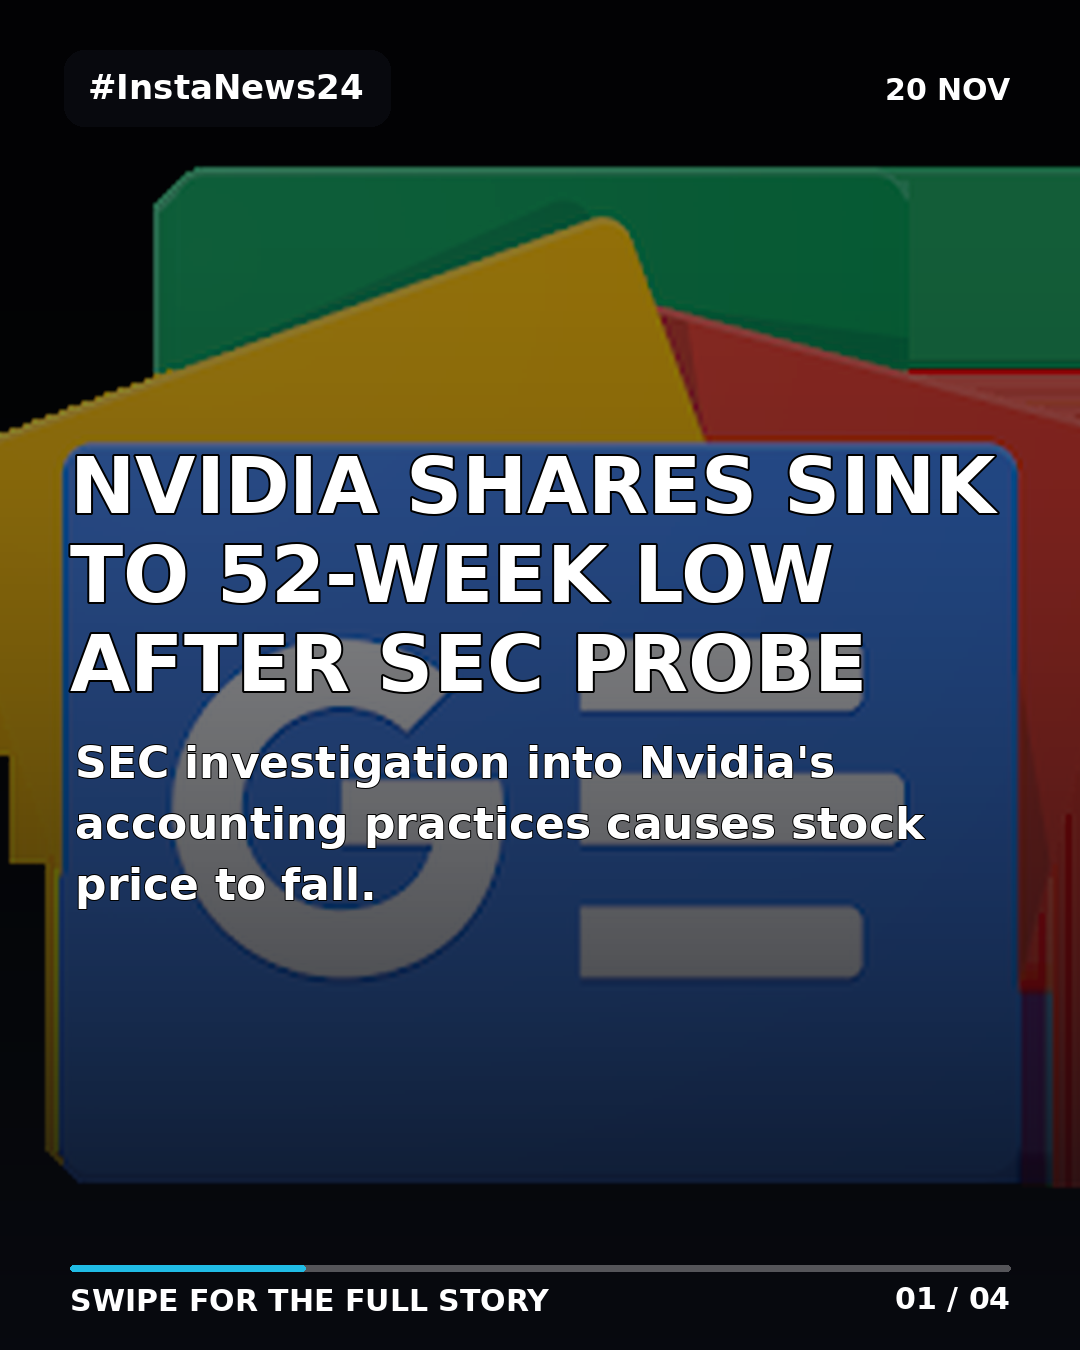 #InstaNews24
20 NOV
NVIDIA SHARES SINK
TO 52-WEEK LOW
AFTER SEC PROBE
SEC investigation into Nvidia's
accounting practices causes stock
price to fall.
G
SWIPE FOR THE FULL STORY
01 / 04